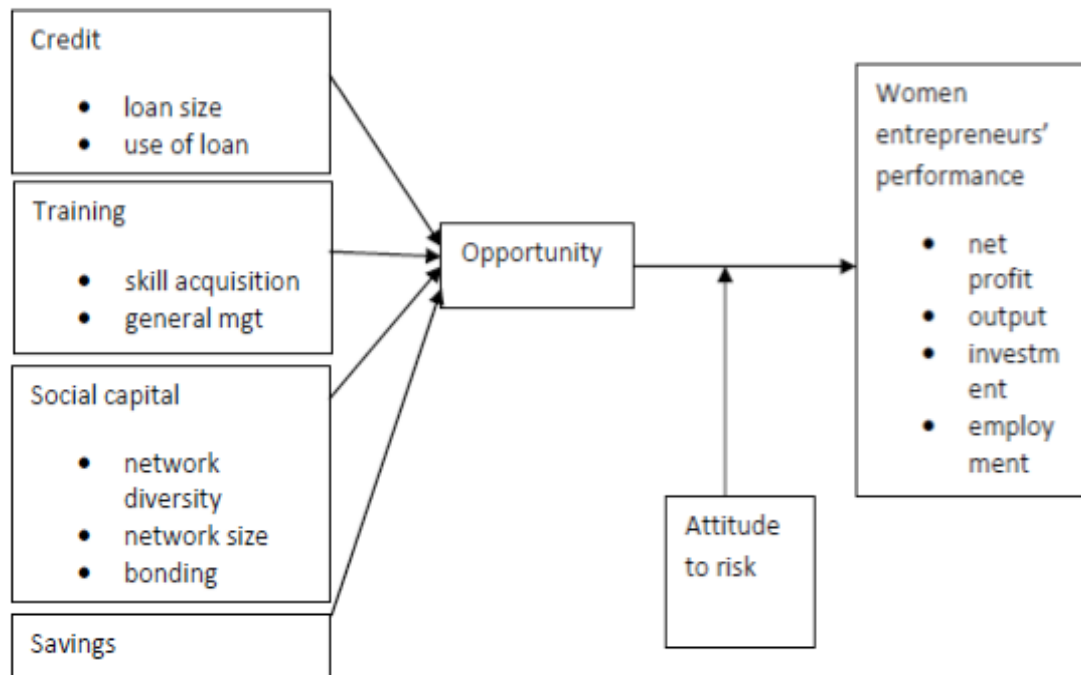 Credit
• loan size
• use of loan
Training
• skill acquisition
• general mgt
Social capital
• network
diversity
• network size
• bonding
Savings
Opportunity
Attitude
to risk
Women
entrepreneurs’
performance
• net
profit
• output
• investm
ent
• employ
ment